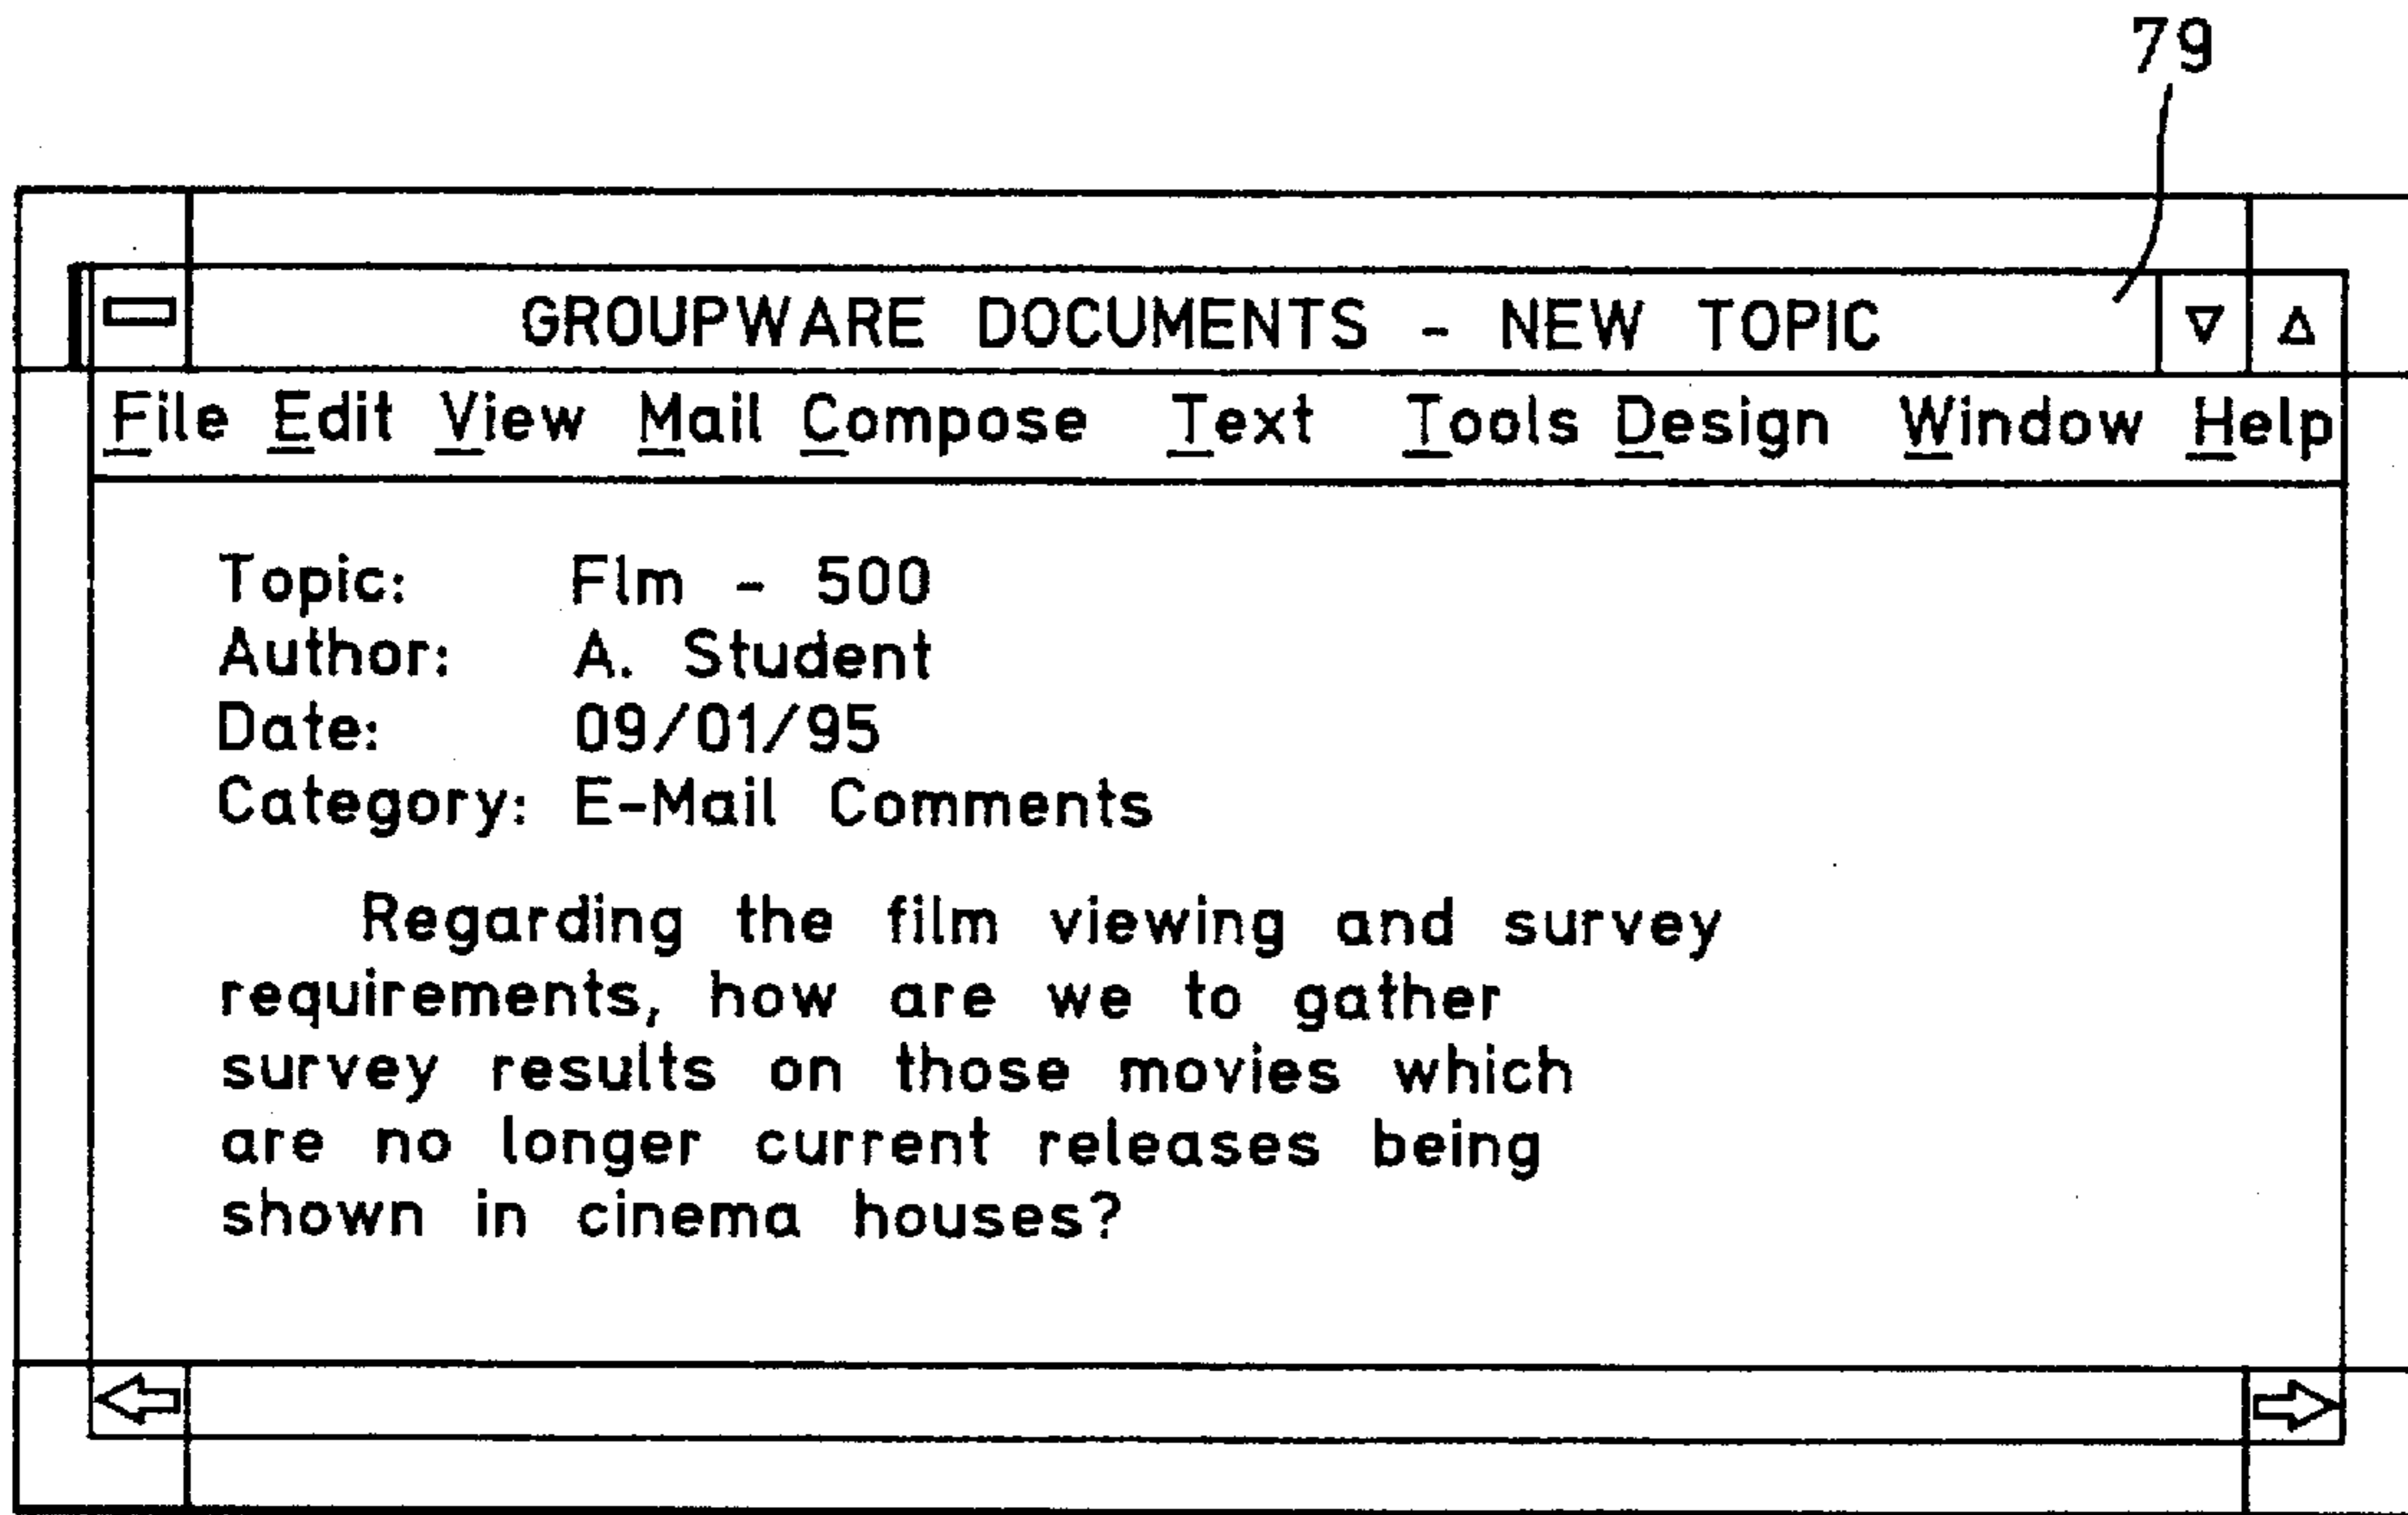 79
GROUPWARE DOCUMENTS - NEW TOPIC
File Edit View Mail Compose Text Tools Design Window Help
Topic: Flm - 500
Author: A. Student
Date: 09/01/95
Category: E-Mail Comments
Regarding the film viewing and survey
requirements, how are we to gather
survey results on those movies which
are no longer current releases being
shown in cinema houses?